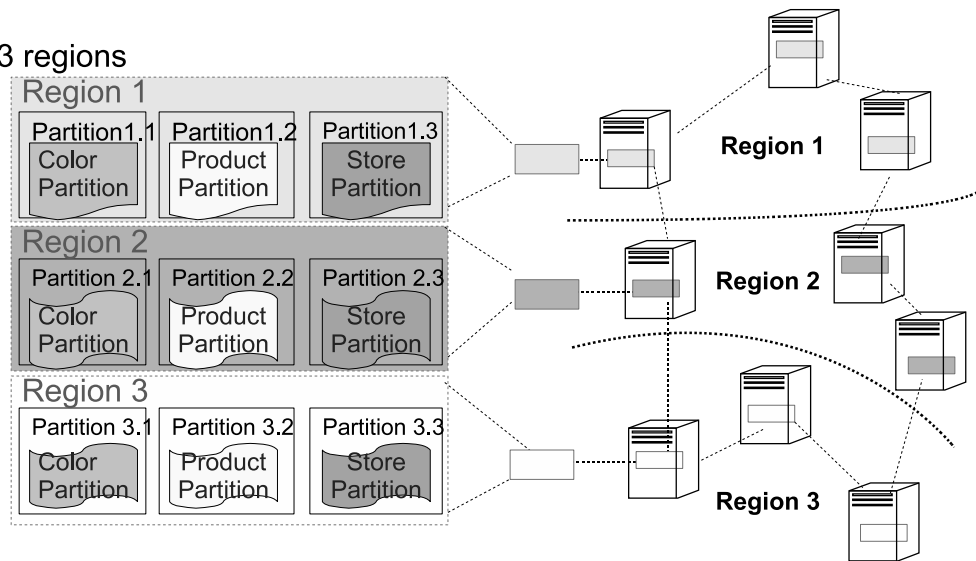 3 regions
Region 1
Partition1.1 Partition1.2 Partition1.3
Color Product Store
Partition Partition Partition
Region 2
Partition 2.1 Partition 2.2 Partition 2.3
Color Product Store
Partition Partition Partition
Region 3
Partition 3.1 Partition 3.2 Partition 3.3
Color Product Store
Partition Partition Partition
Region 1
Region 2
Region 3